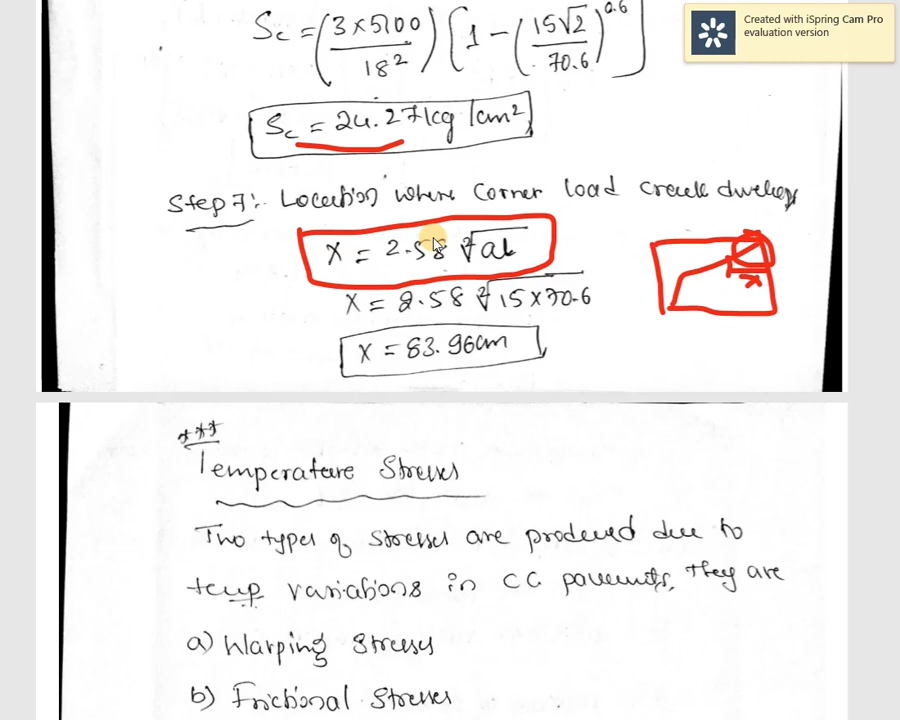 Created with iSpring Cam Pro
evaluation version
Sc = (3×5100 / 18²) [1 − (15√2 / 70.6)^0.6]
Sc = 24.27 kg/cm²
Step 7:- Location where corner load crack
X = 2.58 √al
X = 2.58 √15×70.6
X = 83.96cm
x
***
Temperature Stresses
Two types of stresses are produced due to
temp variations in CC pavements, they are
a) Warping Stresses
b) Frictional Stresses